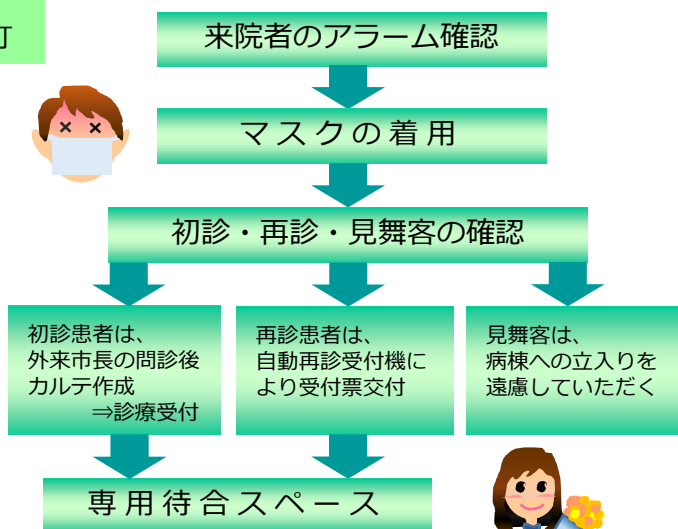 来院者のアラーム確認
マスクの着用
初診・再診・見舞客の確認
初診患者は、
外来市長の問診後
カルテ作成
⇒診療受付
再診患者は、
自動再診受付機に
より受付票交付
見舞客は、
病棟への立入りを
遠慮していただく
専用待合スペース